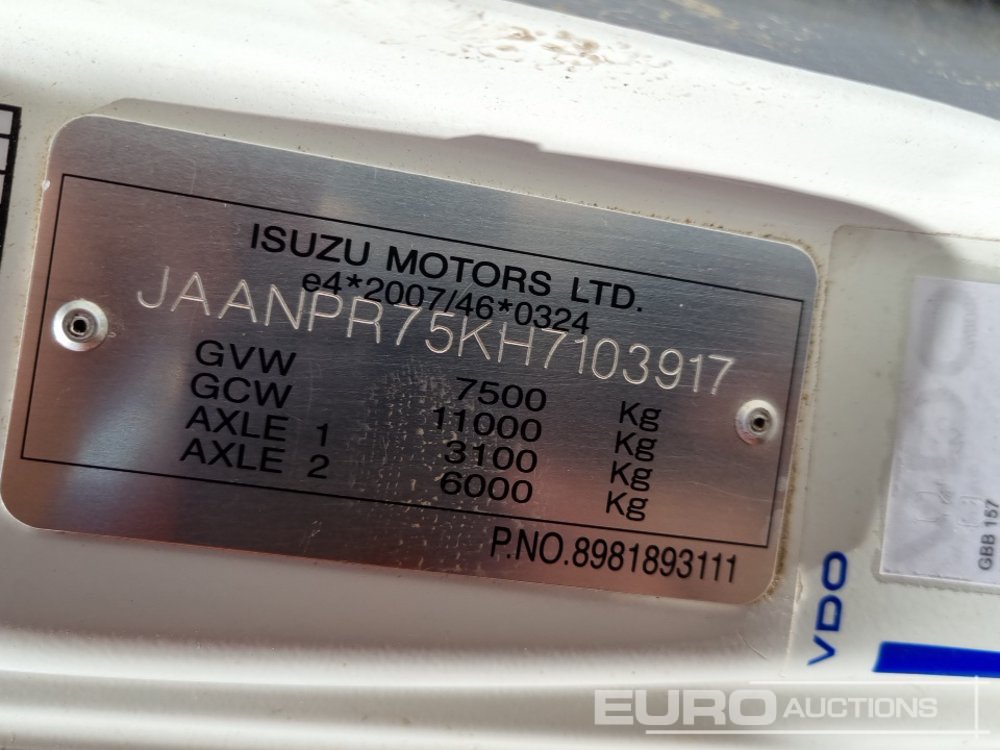 ISUZU MOTORS LTD.
e4*2007/46*0324
JAANPR75KH7103917
GVW 7500 Kg
GCW 11000 Kg
AXLE 1 3100 Kg
AXLE 2 6000 Kg
P.NO.8981893111
VDO
GBB 157
EURO AUCTIONS